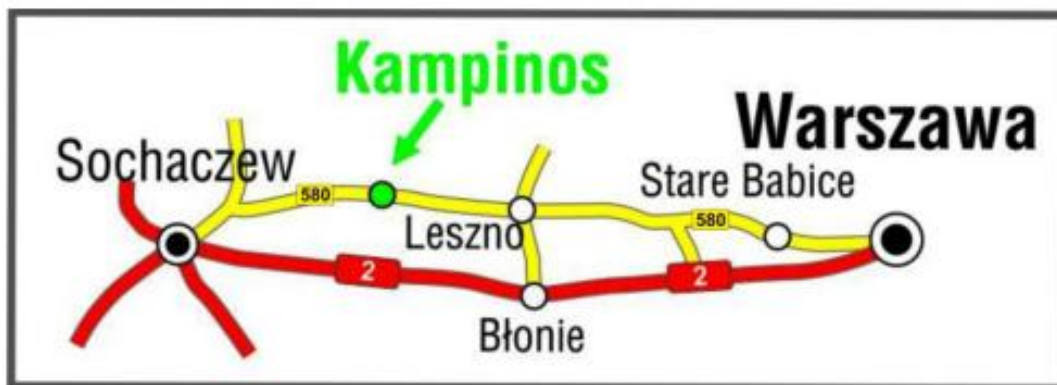 Kampinos
Warszawa
Sochaczew
Stare Babice
580
580
Leszno
2
2
Błonie